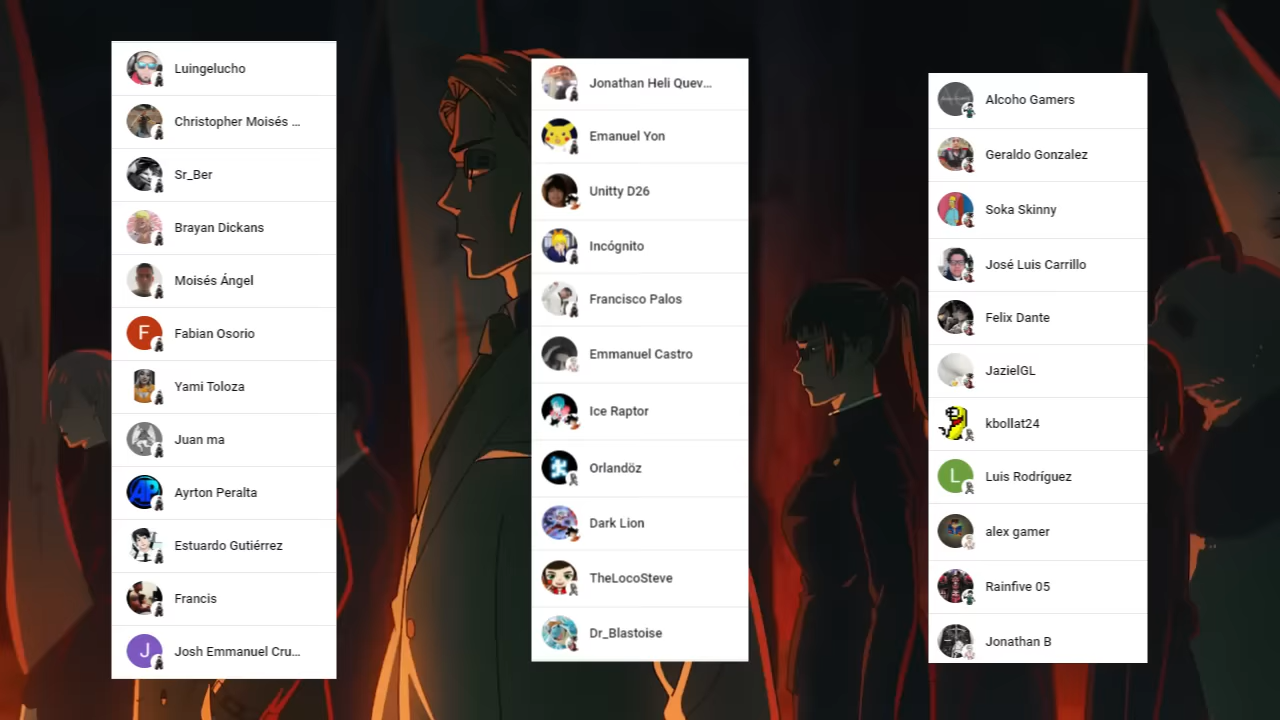 Luingelucho
Christopher Moisés ...
Sr_Ber
Brayan Dickans
Moisés Ángel
F
Fabian Osorio
Yami Toloza
Juan ma
AP
Ayrton Peralta
Estuardo Gutiérrez
Francis
J
Josh Emmanuel Cru...
Jonathan Heli Quev...
Emanuel Yon
Unitty D26
Incógnito
Francisco Palos
Emmanuel Castro
Ice Raptor
Orlandöz
Dark Lion
TheLocoSteve
Dr_Blastoise
Alcoho Gamers
Geraldo Gonzalez
Soka Skinny
José Luis Carrillo
Felix Dante
JazielGL
kbollat24
L
Luis Rodríguez
alex gamer
Rainfive 05
Jonathan B